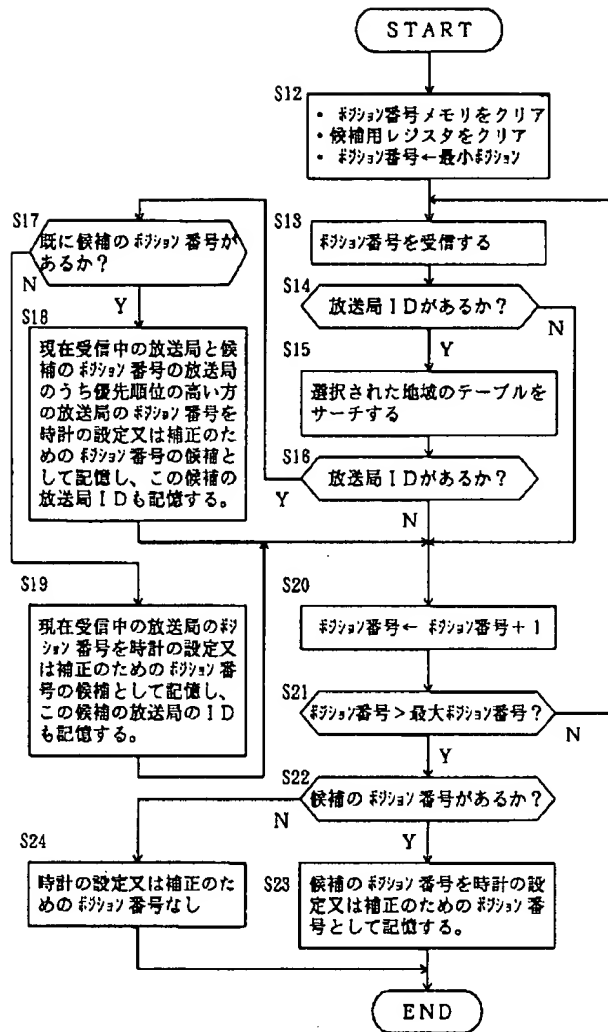 START
S12
・ ポジション番号メモリをクリア
・候補用レジスタをクリア
・ ポジション番号←最小ポジション
S13
ポジション番号を受信する
S14
放送局IDがあるか?
N
Y
S15
選択された地域のテーブルを
サーチする
S16
放送局IDがあるか?
Y
N
S17
既に候補のポジション番号が
あるか?
N
Y
S18
現在受信中の放送局と候
補のポジション番号の放送局
のうち優先順位の高い方
の放送局のポジション番号を
時計の設定又は補正のた
めのポジション番号の候補と
して記憶し、この候補の
放送局IDも記憶する。
S19
現在受信中の放送局のポジ
ション番号を時計の設定又
は補正のためのポジション番
号の候補として記憶し、
この候補の放送局のID
も記憶する。
S20
ポジション番号← ポジション番号+1
S21
ポジション番号>最大ポジション番号?
N
Y
S22
候補のポジション番号があるか?
N
Y
S24
時計の設定又は補正のた
めのポジション番号なし
S23
候補のポジション番号を時計の設
定又は補正のためのポジション番
号として記憶する。
END